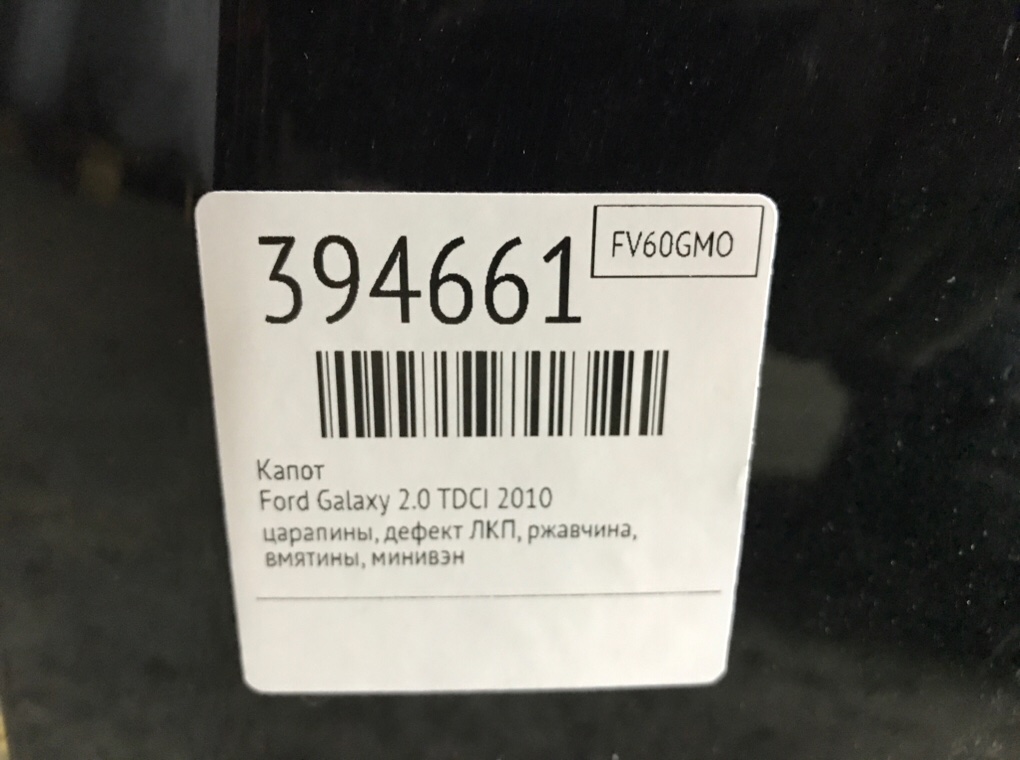 394661
FV60GMO
Капот
Ford Galaxy 2.0 TDCI 2010
царапины, дефект ЛКП, ржавчина,
вмятины, минивэн